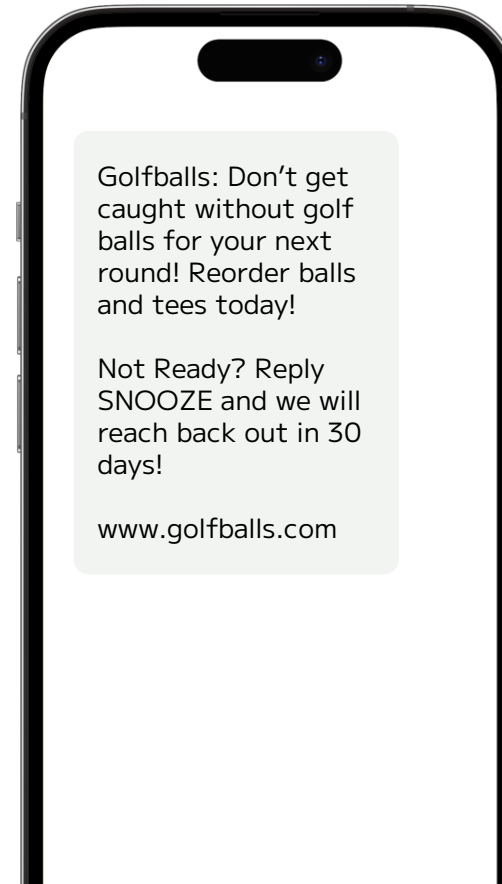 Golfballs: Don’t get
caught without golf
balls for your next
round! Reorder balls
and tees today!
Not Ready? Reply
SNOOZE and we will
reach back out in 30
days!
www.golfballs.com